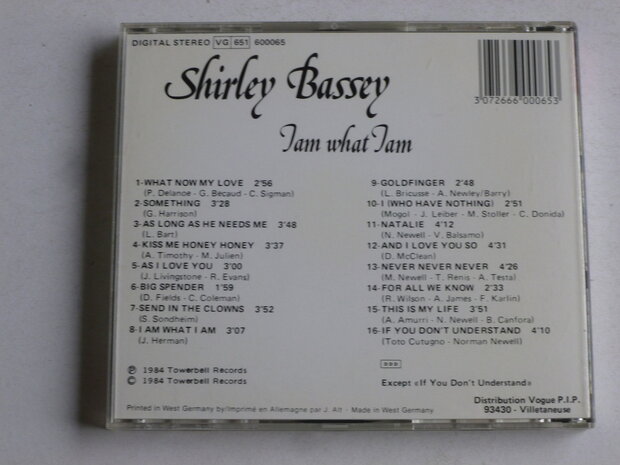 DIGITAL STEREO VG 651 600065
3 072666 000653
Shirley Bassey
I am what I am
1-WHAT NOW MY LOVE 2'56
(P. Delanoe - G. Becaud - C. Sigman)
2-SOMETHING 3'28
(G. Harrison)
3-AS LONG AS HE NEEDS ME 3'48
(L. Bart)
4-KISS ME HONEY HONEY 3'37
(A. Timothy - M. Julien)
5-AS I LOVE YOU 3'00
(J. Livingstone - R. Evans)
6-BIG SPENDER 1'59
(D. Fields - C. Coleman)
7-SEND IN THE CLOWNS 3'52
(S. Sondheim)
8-I AM WHAT I AM 3'07
(J. Herman)
9-GOLDFINGER 2'48
(L. Bricusse - A. Newley/Barry)
10-I (WHO HAVE NOTHING) 2'51
(Mogol - J. Leiber - M. Stoller - C. Donida)
11-NATALIE 4'12
(N. Newell - V. Balsamo)
12-AND I LOVE YOU SO 4'31
(D. McClean)
13-NEVER NEVER NEVER 4'26
(M. Newell - T. Renis - A. Testa)
14-FOR ALL WE KNOW 2'33
(R. Wilson - A. James - F. Karlin)
15-THIS IS MY LIFE 3'51
(A. Amurri - N. Newell - B. Canfora)
16-IF YOU DON'T UNDERSTAND 4'10
(Toto Cutugno - Norman Newell)
℗ 1984 Towerbell Records
© 1984 Towerbell Records
Except «If You Don't Understand»
Printed in West Germany by/Imprimé en Allemagne par J. Alt - Made in West Germany
Distribution Vogue P.I.P.
93430 - Villetaneuse